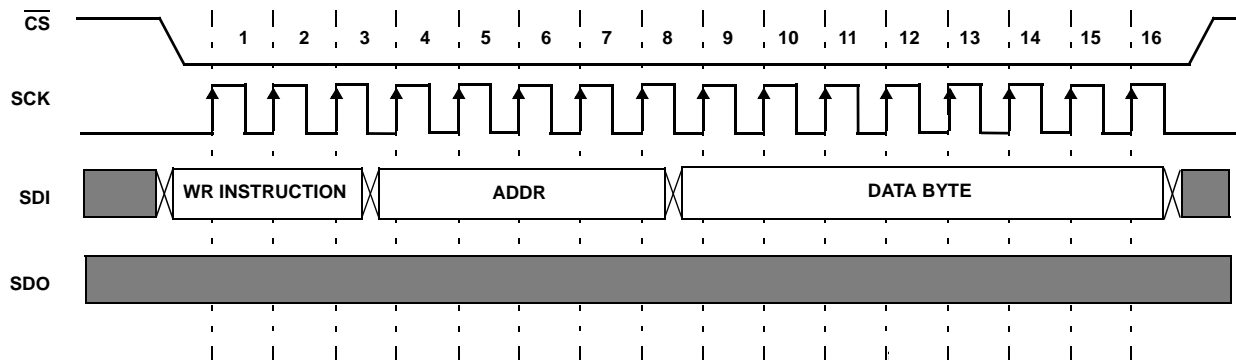 CS
1 2 3 4 5 6 7 8 9 10 11 12 13 14 15 16
SCK
SDI WR INSTRUCTION ADDR DATA BYTE
SDO